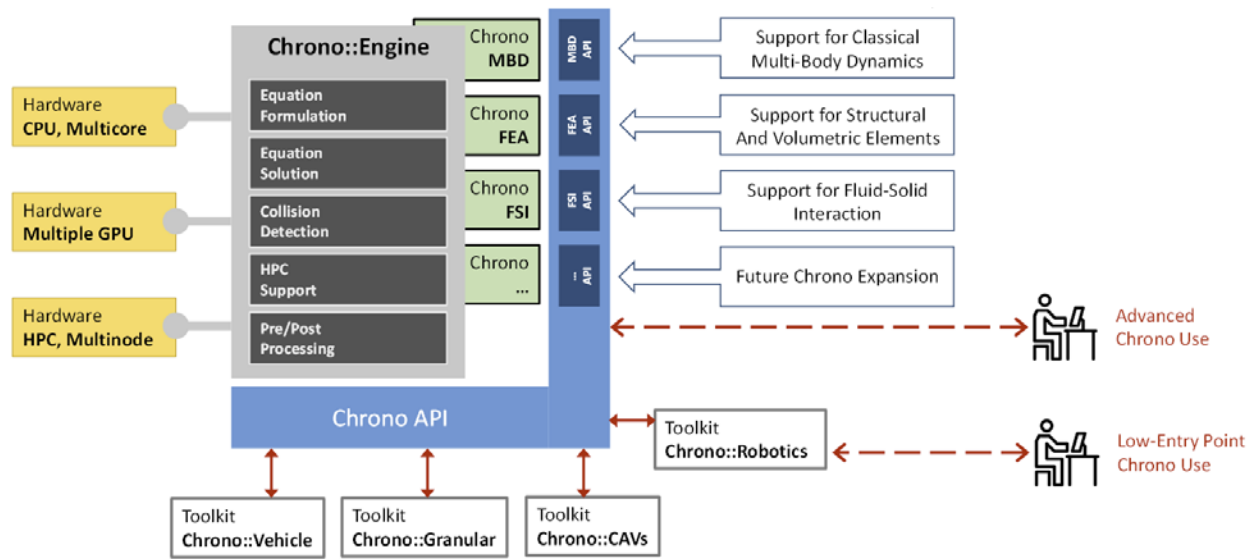 Chrono::Engine
Equation
Formulation
Equation
Solution
Collision
Detection
HPC
Support
Pre/Post
Processing
Hardware
CPU, Multicore
Hardware
Multiple GPU
Hardware
HPC, Multinode
Chrono
MBD
Chrono
FEA
Chrono
FSI
Chrono
...
MBD
API
FEA
API
FSI
API
...
API
Support for Classical
Multi-Body Dynamics
Support for Structural
And Volumetric Elements
Support for Fluid-Solid
Interaction
Future Chrono Expansion
Advanced
Chrono Use
Chrono API
Toolkit
Chrono::Robotics
Low-Entry Point
Chrono Use
Toolkit
Chrono::Vehicle
Toolkit
Chrono::Granular
Toolkit
Chrono::CAVs